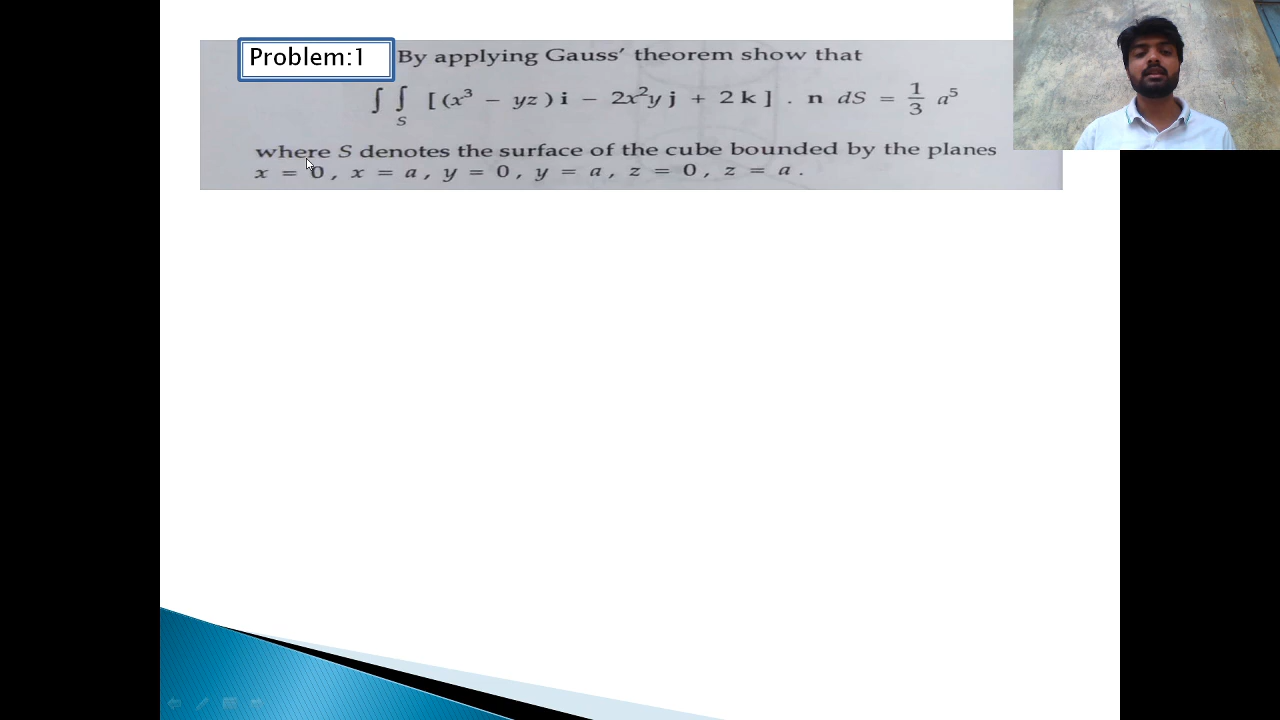 Problem:1 By applying Gauss’ theorem show that
∫ ∫ S [ (x³ − yz ) i − 2x²y j + 2 k ] . n dS = 1/3 a⁵
where S denotes the surface of the cube bounded by the planes
x = 0 , x = a , y = 0 , y = a , z = 0 , z = a .